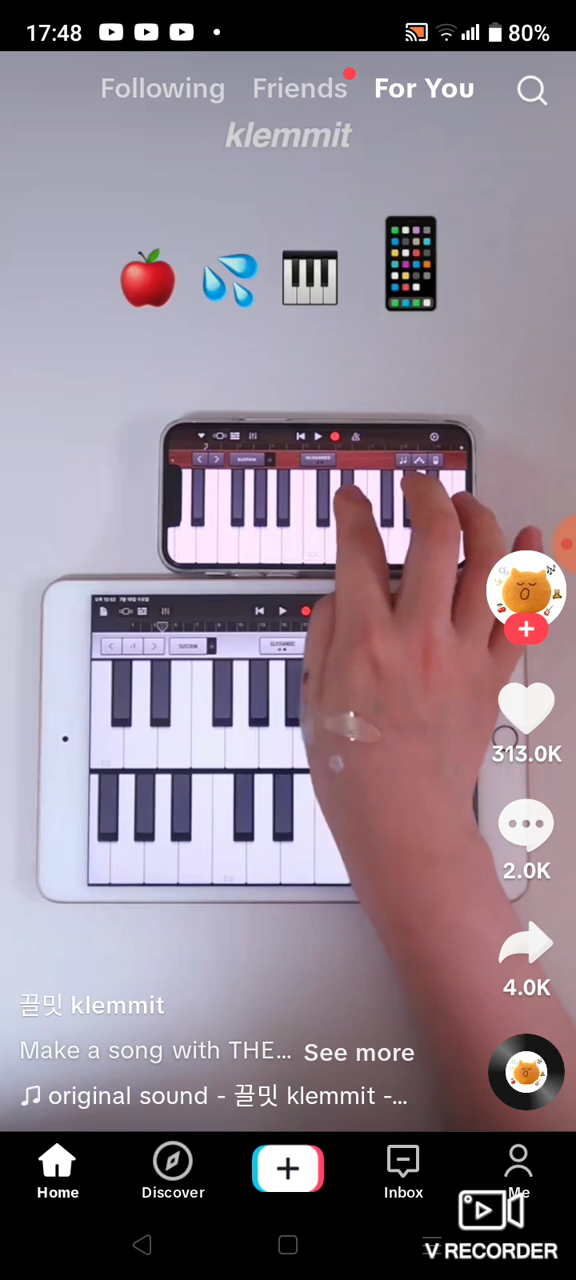 17:48
80%
Following Friends For You
klemmit
SUSTAIN
GLISSANDO
SUSTAIN
GLISSANDO
313.0K
2.0K
4.0K
끌밋 klemmit
Make a song with THE... See more
original sound - 끌밋 klemmit -...
Home Discover Inbox Me
V RECORDER